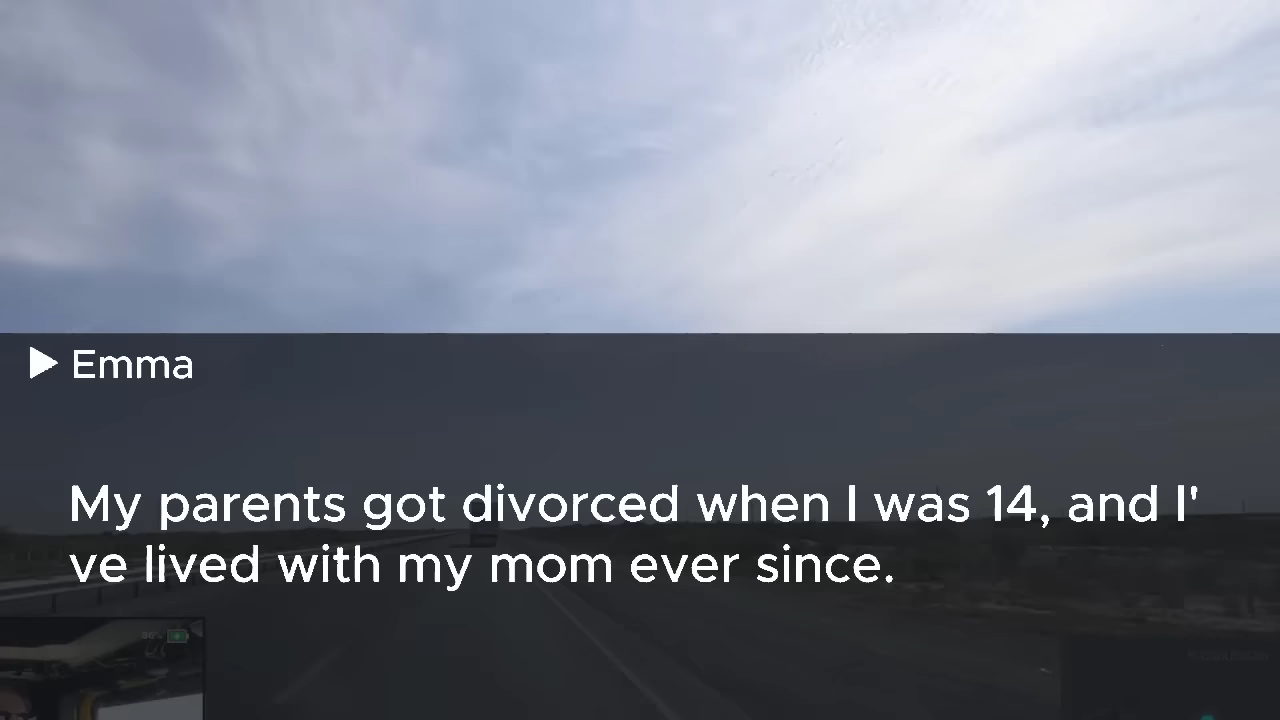 Emma
My parents got divorced when I was 14, and I'
ve lived with my mom ever since.